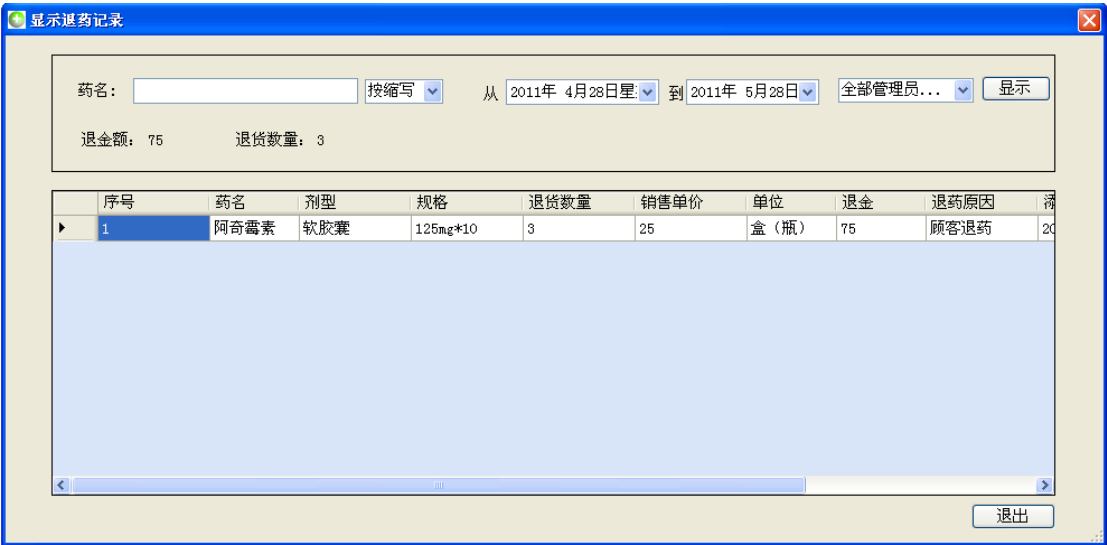 显示退药记录
药名： 按缩写 从 2011年 4月28日星 到 2011年 5月28日 全部管理员... 显示
退金额：75 退货数量：3
序号 药名 剂型 规格 退货数量 销售单价 单位 退金 退药原因
1 阿奇霉素 软胶囊 125mg*10 3 25 盒（瓶） 75 顾客退药 20
退出